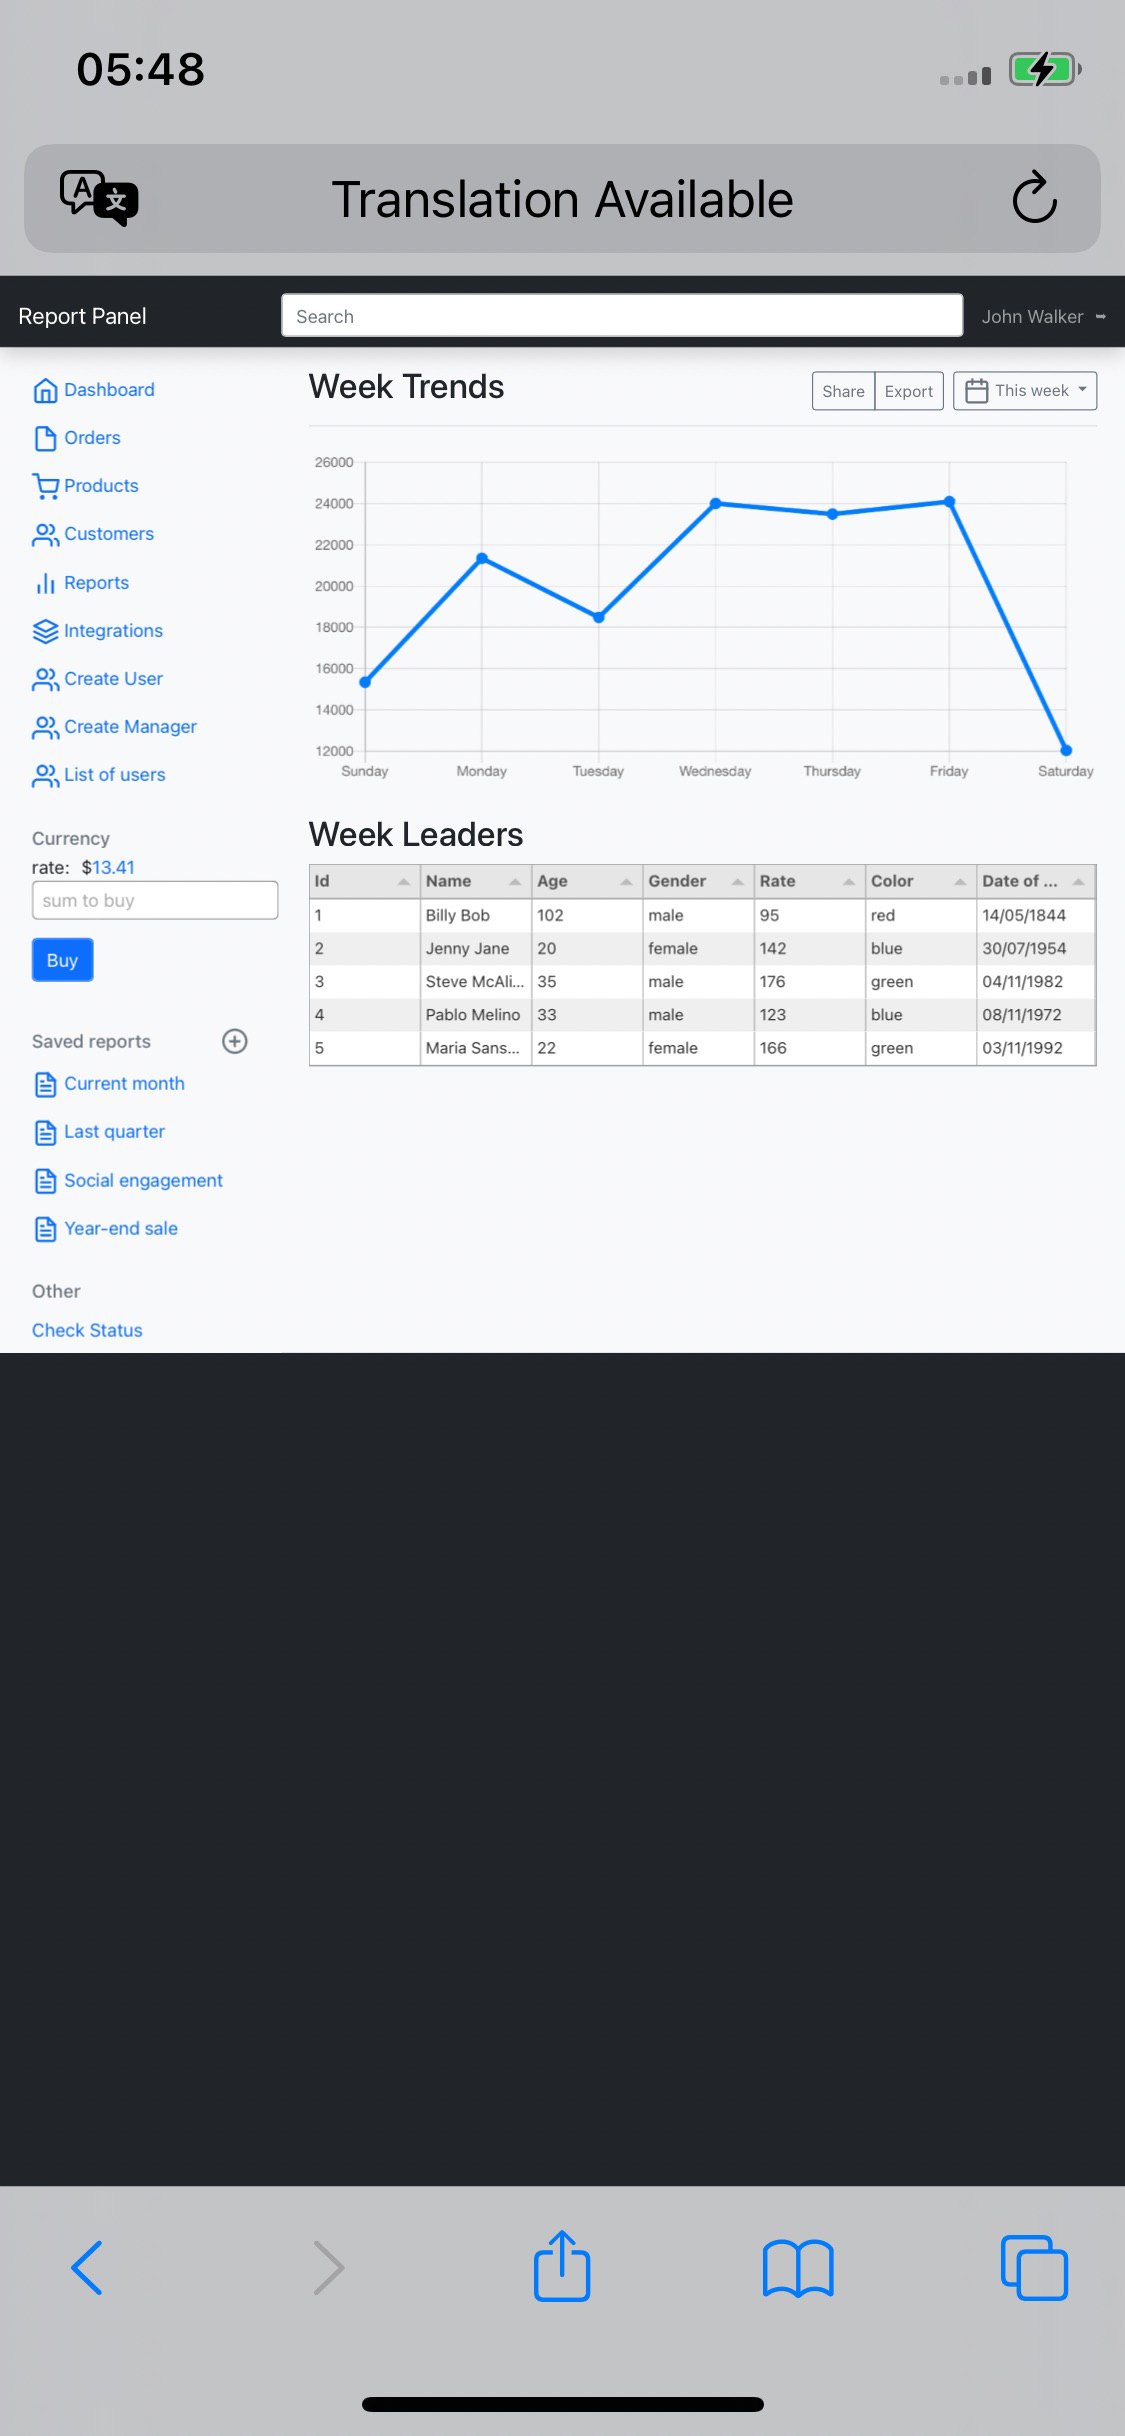 05:48
Translation Available
Report Panel
Search
John Walker
Dashboard
Orders
Products
Customers
Reports
Integrations
Create User
Create Manager
List of users
Currency
rate: $13.41
sum to buy
Buy
Saved reports
Current month
Last quarter
Social engagement
Year-end sale
Other
Check Status
Week Trends
Share Export This week
26000
24000
22000
20000
18000
16000
14000
12000
Sunday Monday Tuesday Wednesday Thursday Friday Saturday
Week Leaders
Id Name Age Gender Rate Color Date of ...
1 Billy Bob 102 male 95 red 14/05/1844
2 Jenny Jane 20 female 142 blue 30/07/1954
3 Steve McAli... 35 male 176 green 04/11/1982
4 Pablo Melino 33 male 123 blue 08/11/1972
5 Maria Sans... 22 female 166 green 03/11/1992